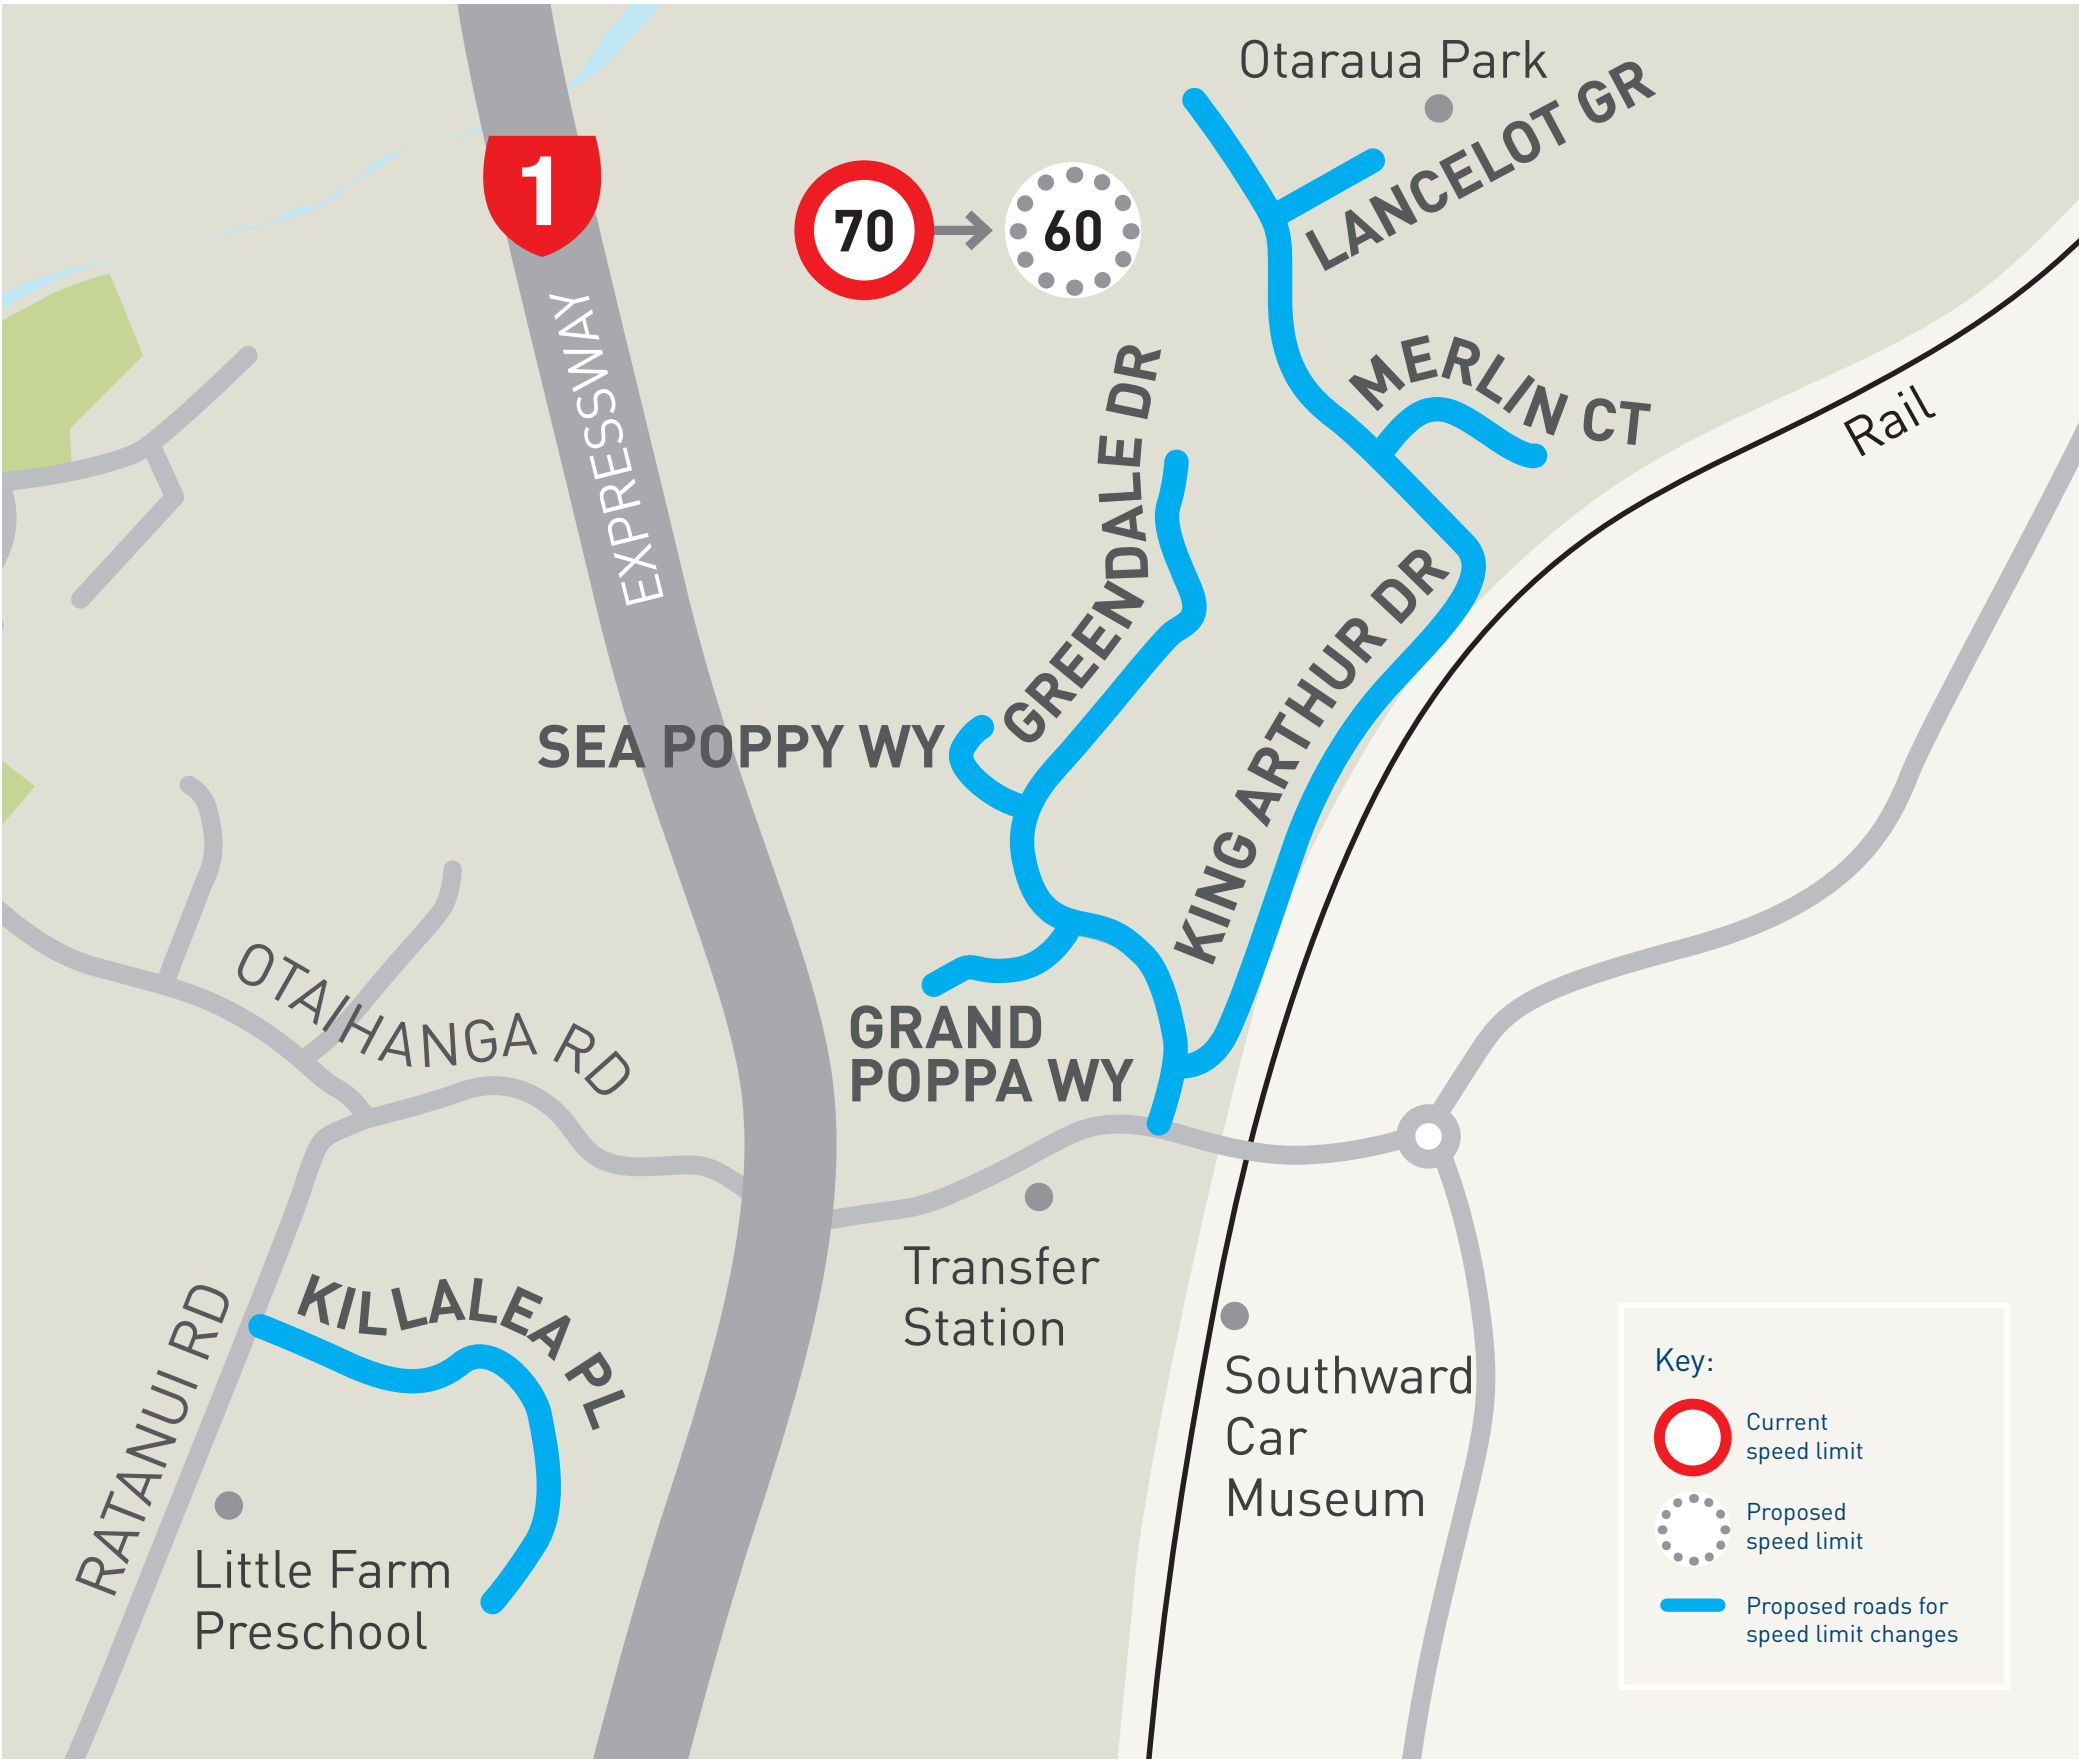 Otaraua Park
LANCELOT GR
1
70
60
EXPRESSWAY
MERLIN CT
GREENDALE DR
Rail
SEA POPPY WY
KING ARTHUR DR
OTAIHANGA RD
GRAND
POPPA WY
Transfer
Station
KILLALEA PL
RATANUI RD
Southward
Car
Museum
Little Farm
Preschool
Key:
Current
speed limit
Proposed
speed limit
Proposed roads for
speed limit changes